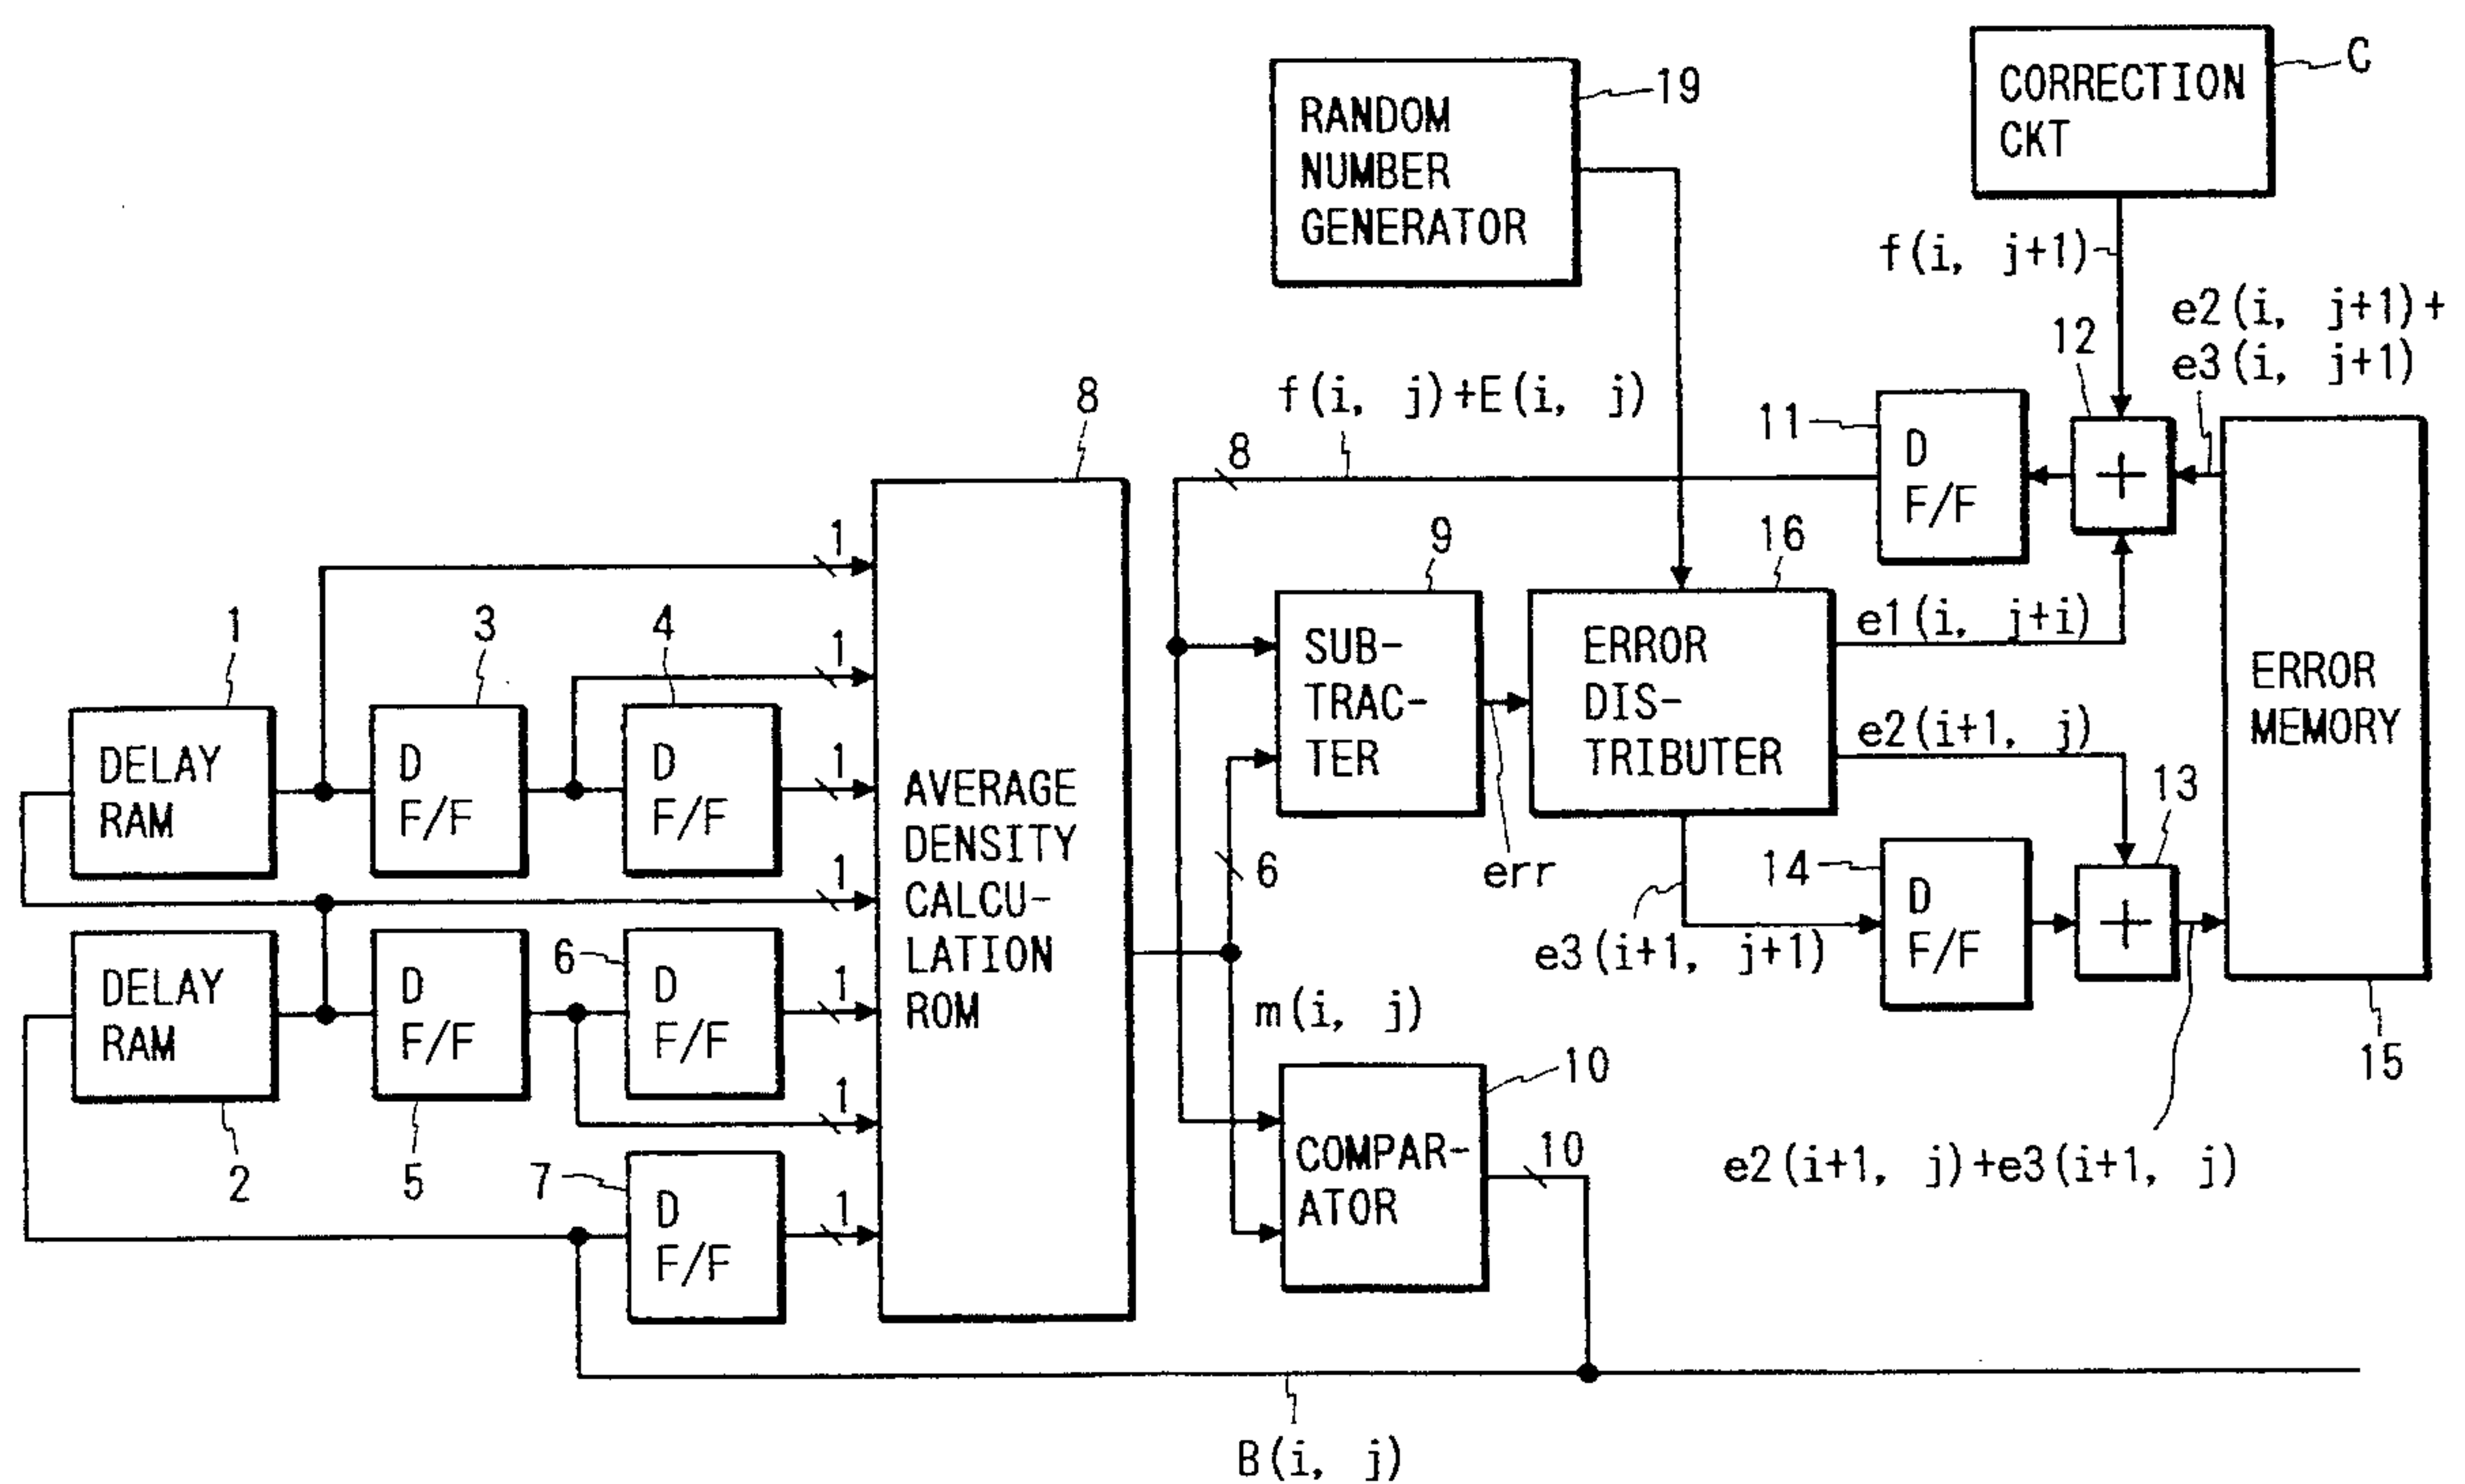 CORRECTION
CKT
C
RANDOM
NUMBER
GENERATOR
19
f(i, j+1)
e2(i, j+1)+
e3(i, j+1)
12
f(i, j)+E(i, j)
11
D
F/F
+
8
8
9
16
1
1
1
1
1
1
1
1
DELAY
RAM
3
D
F/F
4
D
F/F
AVERAGE
DENSITY
CALCU-
LATION
ROM
SUB-
TRAC-
TER
ERROR
DIS-
TRIBUTER
e1(i, j+i)
e2(i+1, j)
ERROR
MEMORY
13
6
err
14
D
F/F
+
e3(i+1, j+1)
DELAY
RAM
2
D
F/F
5
6
D
F/F
7
D
F/F
m(i, j)
COMPAR-
ATOR
10
10
15
e2(i+1, j)+e3(i+1, j)
B(i, j)